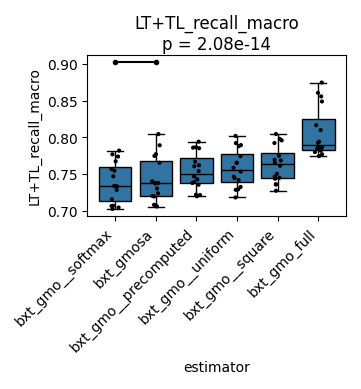 LT+TL_recall_macro
p = 2.08e-14
LT+TL_recall_macro
0.90
0.85
0.80
0.75
0.70
bxt_gmo__softmax
bxt_gmosa
bxt_gmo__precomputed
bxt_gmo__uniform
bxt_gmo__square
bxt_gmo_full
estimator